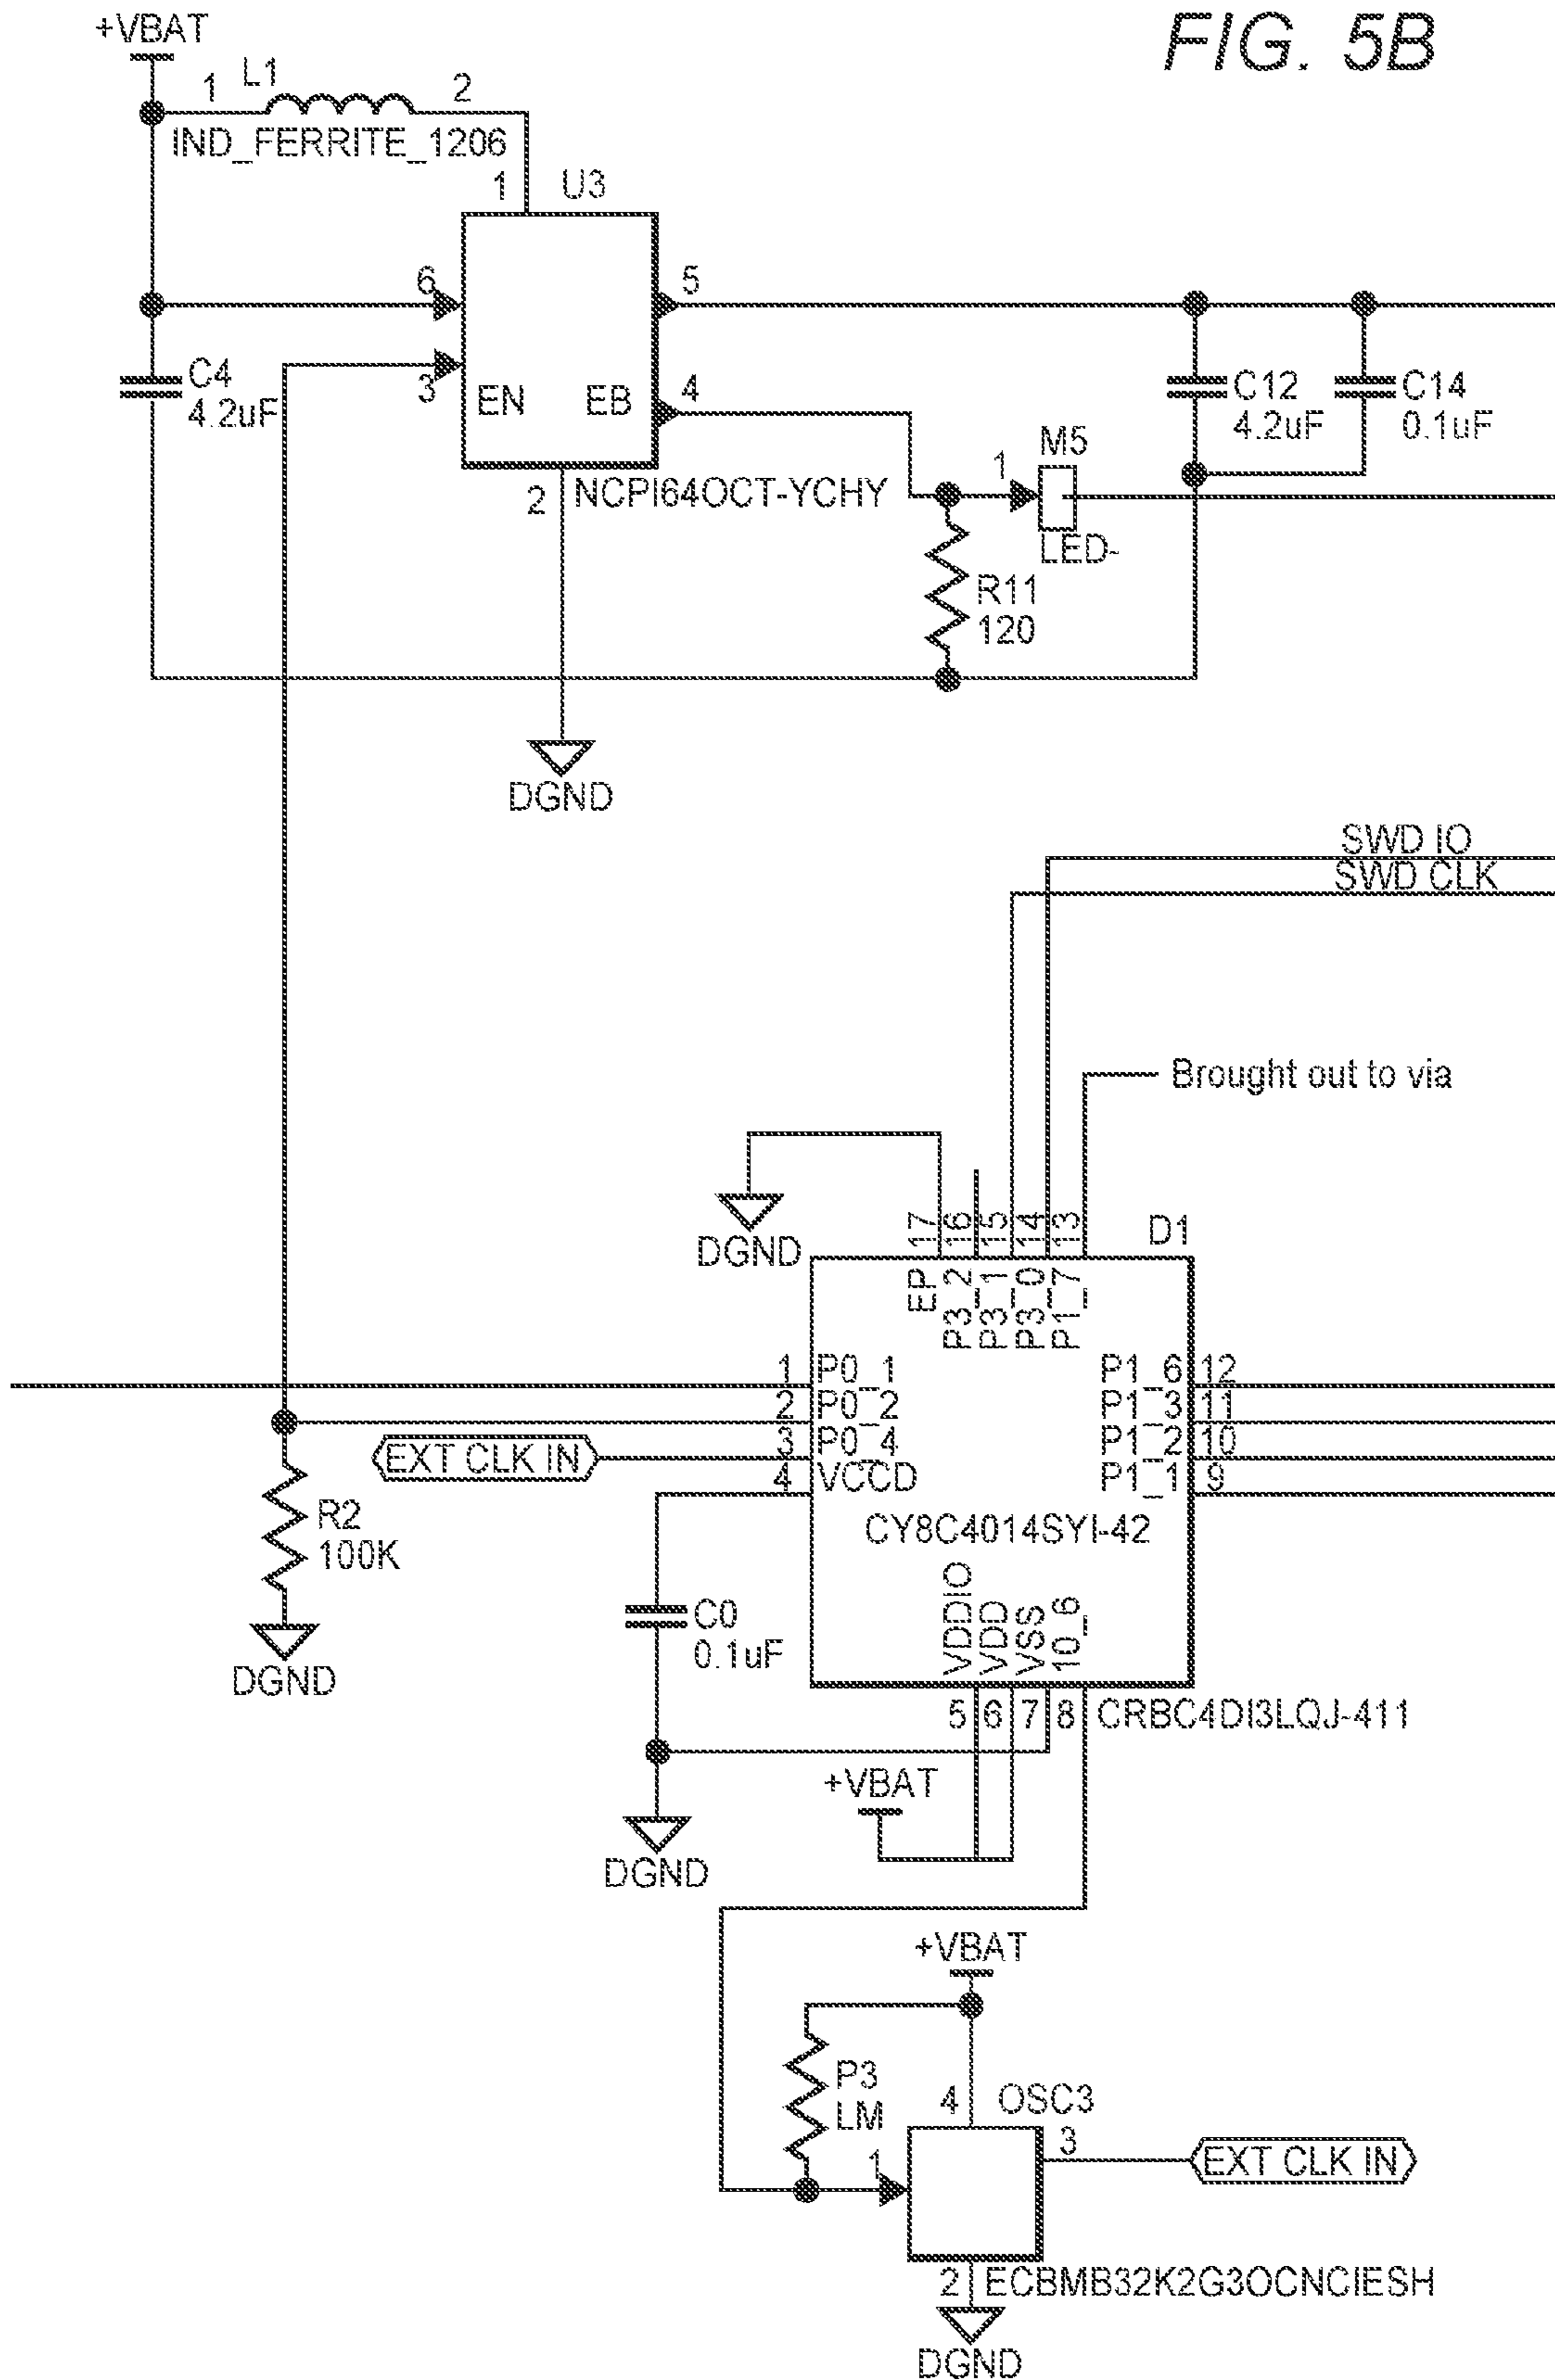 FIG. 5B
+VBAT
1 L1 2
IND_FERRITE_1206
1 U3
6
5
C4
4.2uF
3
EN EB
4
C12
4.2uF
C14
0.1uF
M5
1
2
NCPI64OCT-YCHY
LED-
R11
120
DGND
SWD IO
SWD CLK
Brought out to via
DGND
17 16 15 14 13
D1
EP P3_2 P3_1 P3_0 P1_7
1 P0_1 P1_6 12
2 P0_2 P1_3 11
EXT CLK IN 3 P0_4 P1_2 10
4 VCCD P1_1 9
R2
100K
CY8C4014SYI-42
DGND
C0
0.1uF
VDDIO VDD VSS 10_6
5 6 7 8 CRBC4DI3LQJ-411
+VBAT
DGND
+VBAT
P3
LM
4 OSC3
3
1
EXT CLK IN
2 ECBMB32K2G3OCNCIESH
DGND